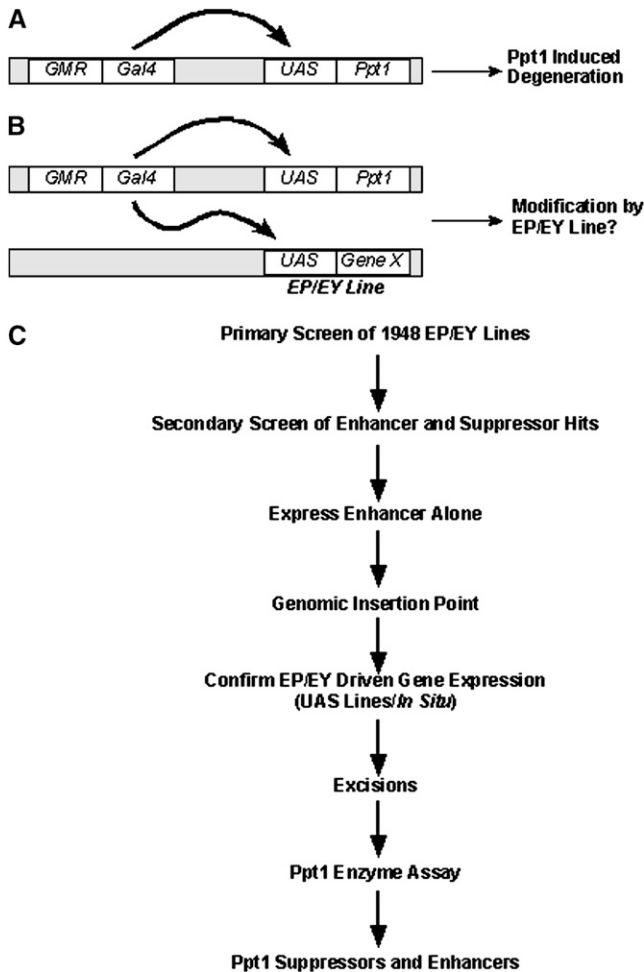 A
GMR Gal4 UAS Ppt1
Ppt1 Induced
Degeneration
B
GMR Gal4 UAS Ppt1
Modification by
EP/EY Line?
UAS Gene X
EP/EY Line
C
Primary Screen of 1948 EP/EY Lines
Secondary Screen of Enhancer and Suppressor Hits
Express Enhancer Alone
Genomic Insertion Point
Confirm EP/EY Driven Gene Expression
(UAS Lines/In Situ)
Excisions
Ppt1 Enzyme Assay
Ppt1 Suppressors and Enhancers